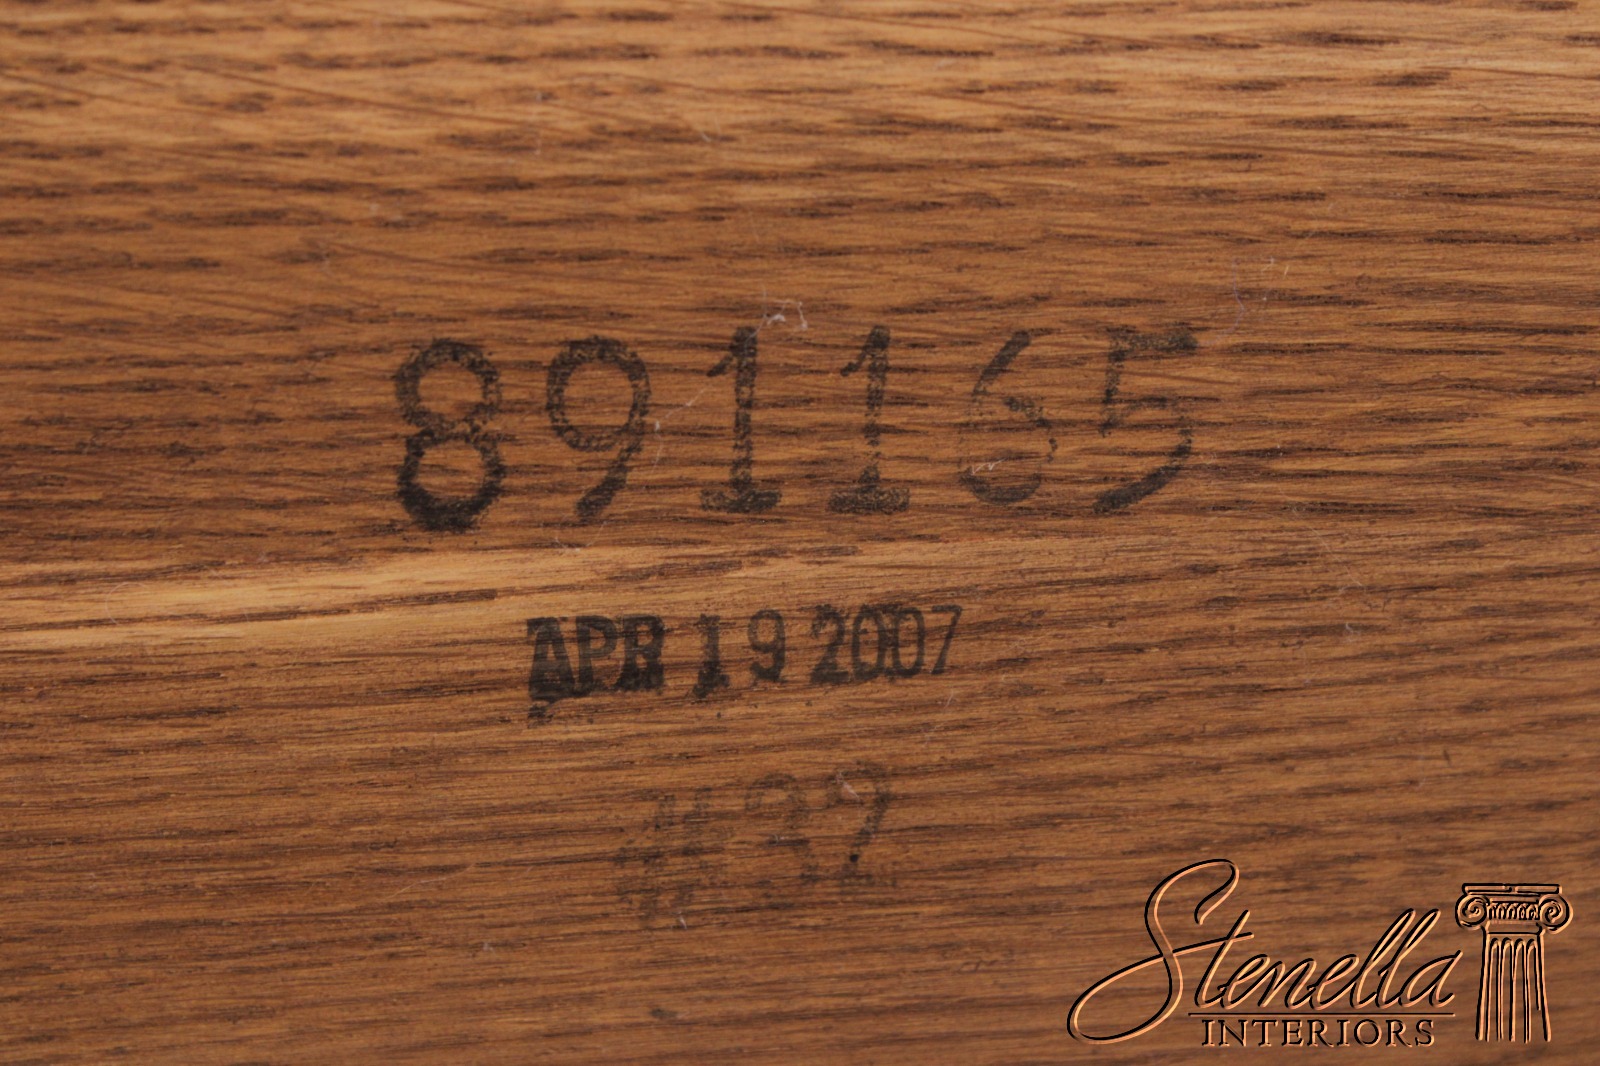 891165
APR 19 2007
#32
Stenella
INTERIORS